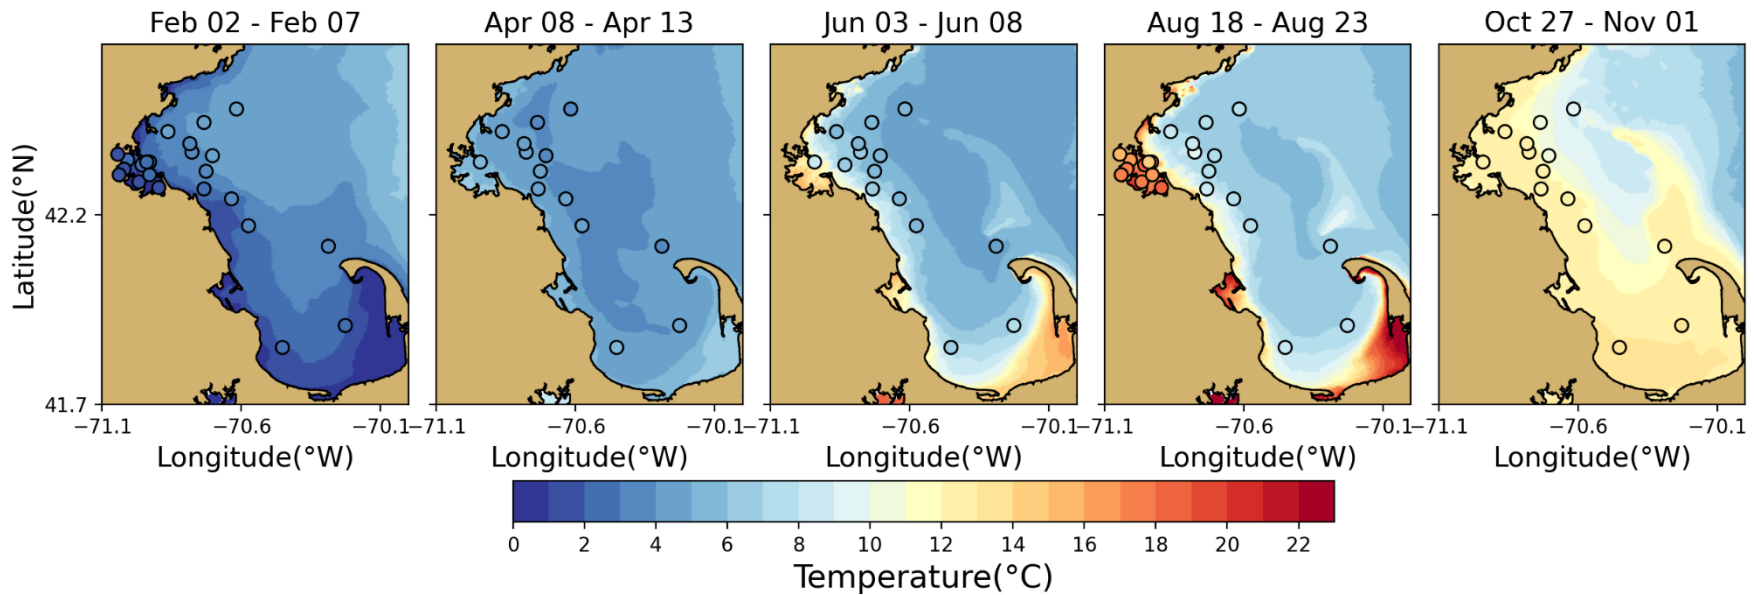 Feb 02 - Feb 07 Apr 08 - Apr 13 Jun 03 - Jun 08 Aug 18 - Aug 23 Oct 27 - Nov 01
Latitude(°N)
42.2
41.7
−71.1 −70.6 −70.1 −71.1 −70.6 −70.1 −71.1 −70.6 −70.1 −71.1 −70.6 −70.1 −71.1 −70.6 −70.1
Longitude(°W) Longitude(°W) Longitude(°W) Longitude(°W) Longitude(°W)
0 2 4 6 8 10 12 14 16 18 20 22
Temperature(°C)